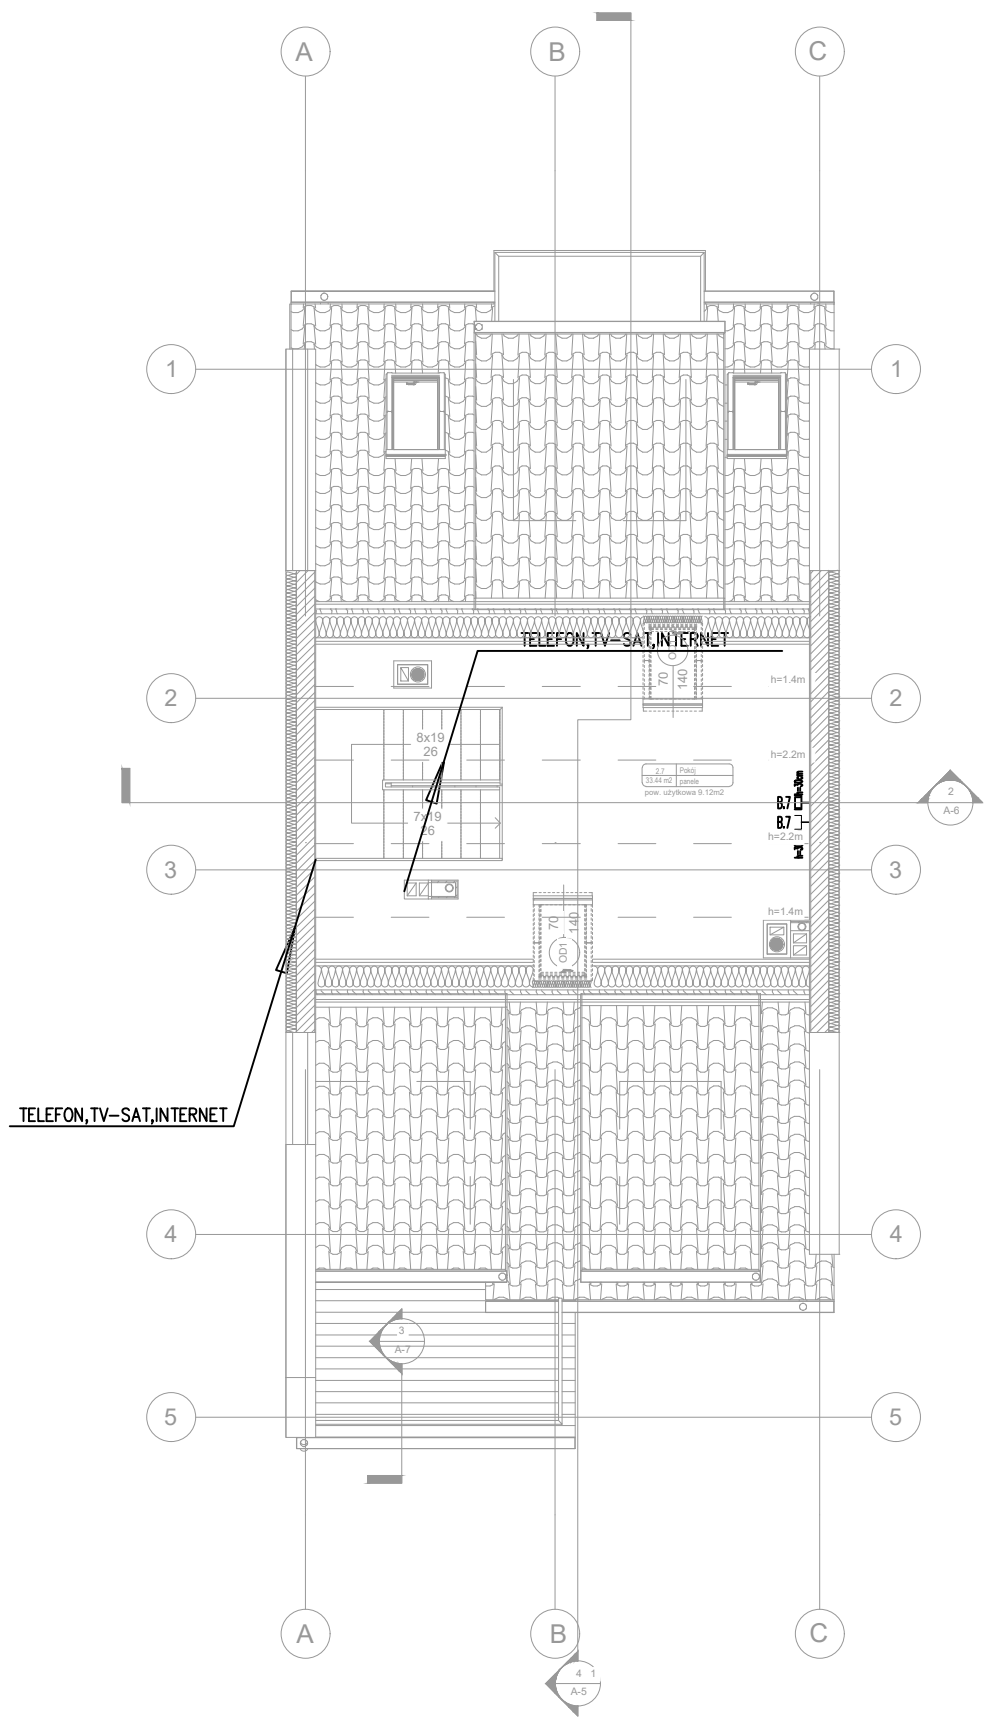 A
B
C
1
1
TELEFON,TV-SAT,INTERNET
70
140
h=1.4m
2
2
8x19
26
h=2.2m
2.7 Pokój
33.44 m2 panele
pow. użytkowa 9.12m2
h=30cm
B.7
2
A-6
7x19
26
B.7
h=2.2m
3
3
h=1.4m
70
140
OD1
TELEFON,TV-SAT,INTERNET
4
4
3
A-7
5
5
A
B
C
4 1
A-5